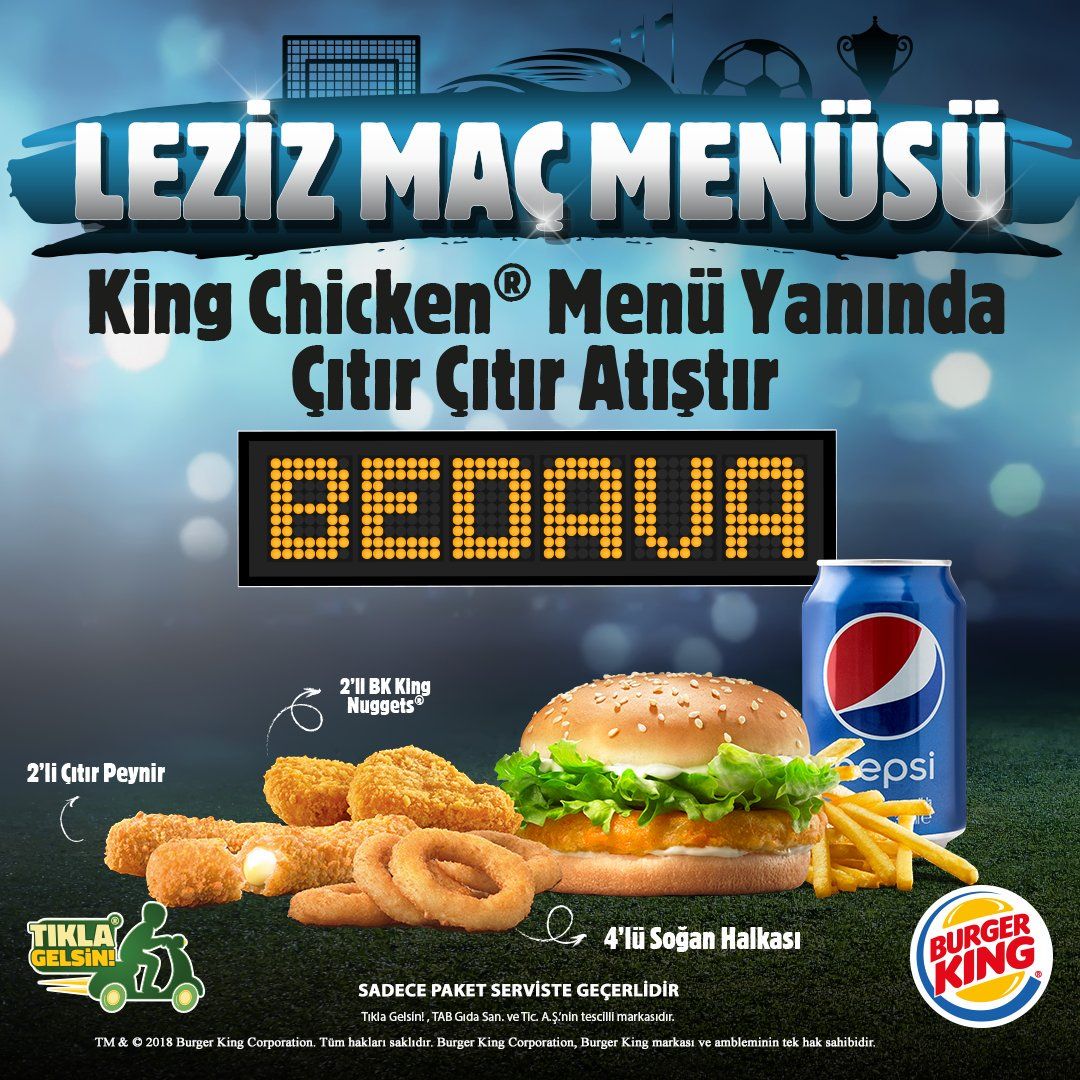 LEZİZ MAÇ MENÜSÜ
King Chicken® Menü Yanında
Çıtır Çıtır Atıştır
BEDAVA
2'li BK King
Nuggets®
2'li Çıtır Peynir
pepsi
4'lü Soğan Halkası
TIKLA®
GELSİN!
BURGER
KING®
SADECE PAKET SERVİSTE GEÇERLİDİR
Tıkla Gelsin! , TAB Gıda San. ve Tic. A.Ş.'nin tescilli markasıdır.
TM & © 2018 Burger King Corporation. Tüm hakları saklıdır. Burger King Corporation, Burger King markası ve ambleminin tek hak sahibidir.